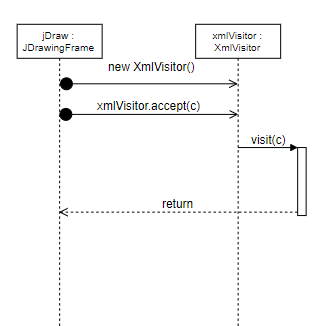 jDraw :
JDrawingFrame
xmlVisitor :
XmlVisitor
new XmlVisitor()
xmlVisitor.accept(c)
visit(c)
return